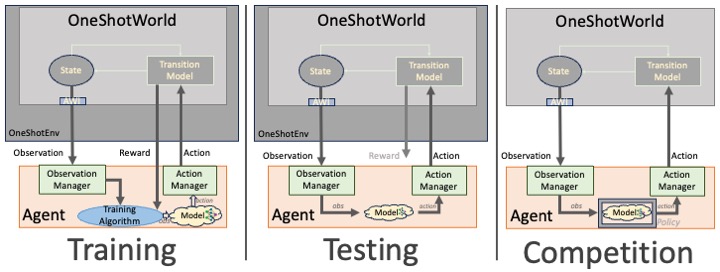 OneShotWorld
State
Transition
Model
AWI
OneShotEnv
Observation
Reward
Action
Observation
Manager
Action
Manager
action
Agent
Training
Algorithm
Model
Training
OneShotWorld
State
Transition
Model
AWI
OneShotEnv
Observation
Reward
Action
Observation
Manager
Action
Manager
Agent
obs
Model
action
Testing
OneShotWorld
State
Transition
Model
AWI
Observation
Action
Observation
Manager
Action
Manager
Agent
obs
Model
action
Policy
Competition